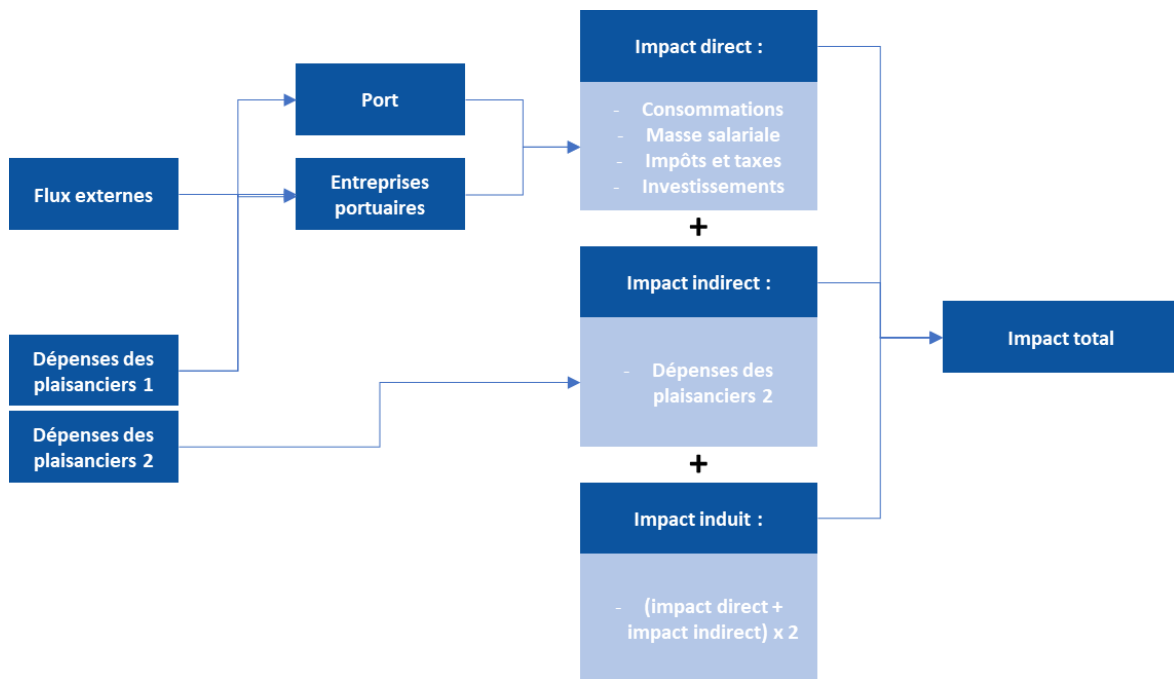 Flux externes
Dépenses des
plaisanciers 1
Dépenses des
plaisanciers 2
Port
Entreprises
portuaires
Impact direct :
- Consommations
- Masse salariale
- Impôts et taxes
- Investissements
+
Impact indirect :
- Dépenses des
plaisanciers 2
+
Impact induit :
- (impact direct +
impact indirect) x 2
Impact total